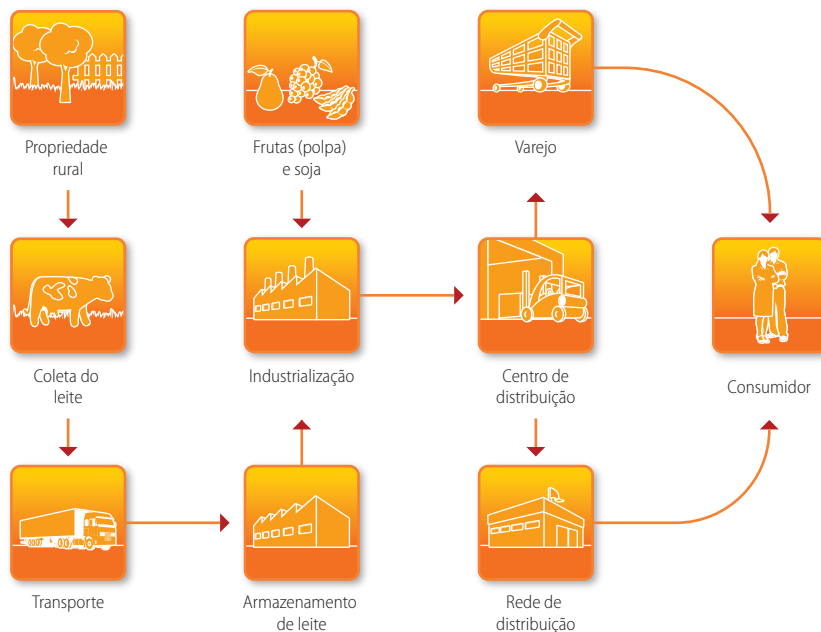 Propriedade
rural
Frutas (polpa)
e soja
Varejo
Coleta do
leite
Industrialização
Centro de
distribuição
Consumidor
Transporte
Armazenamento
de leite
Rede de
distribuição